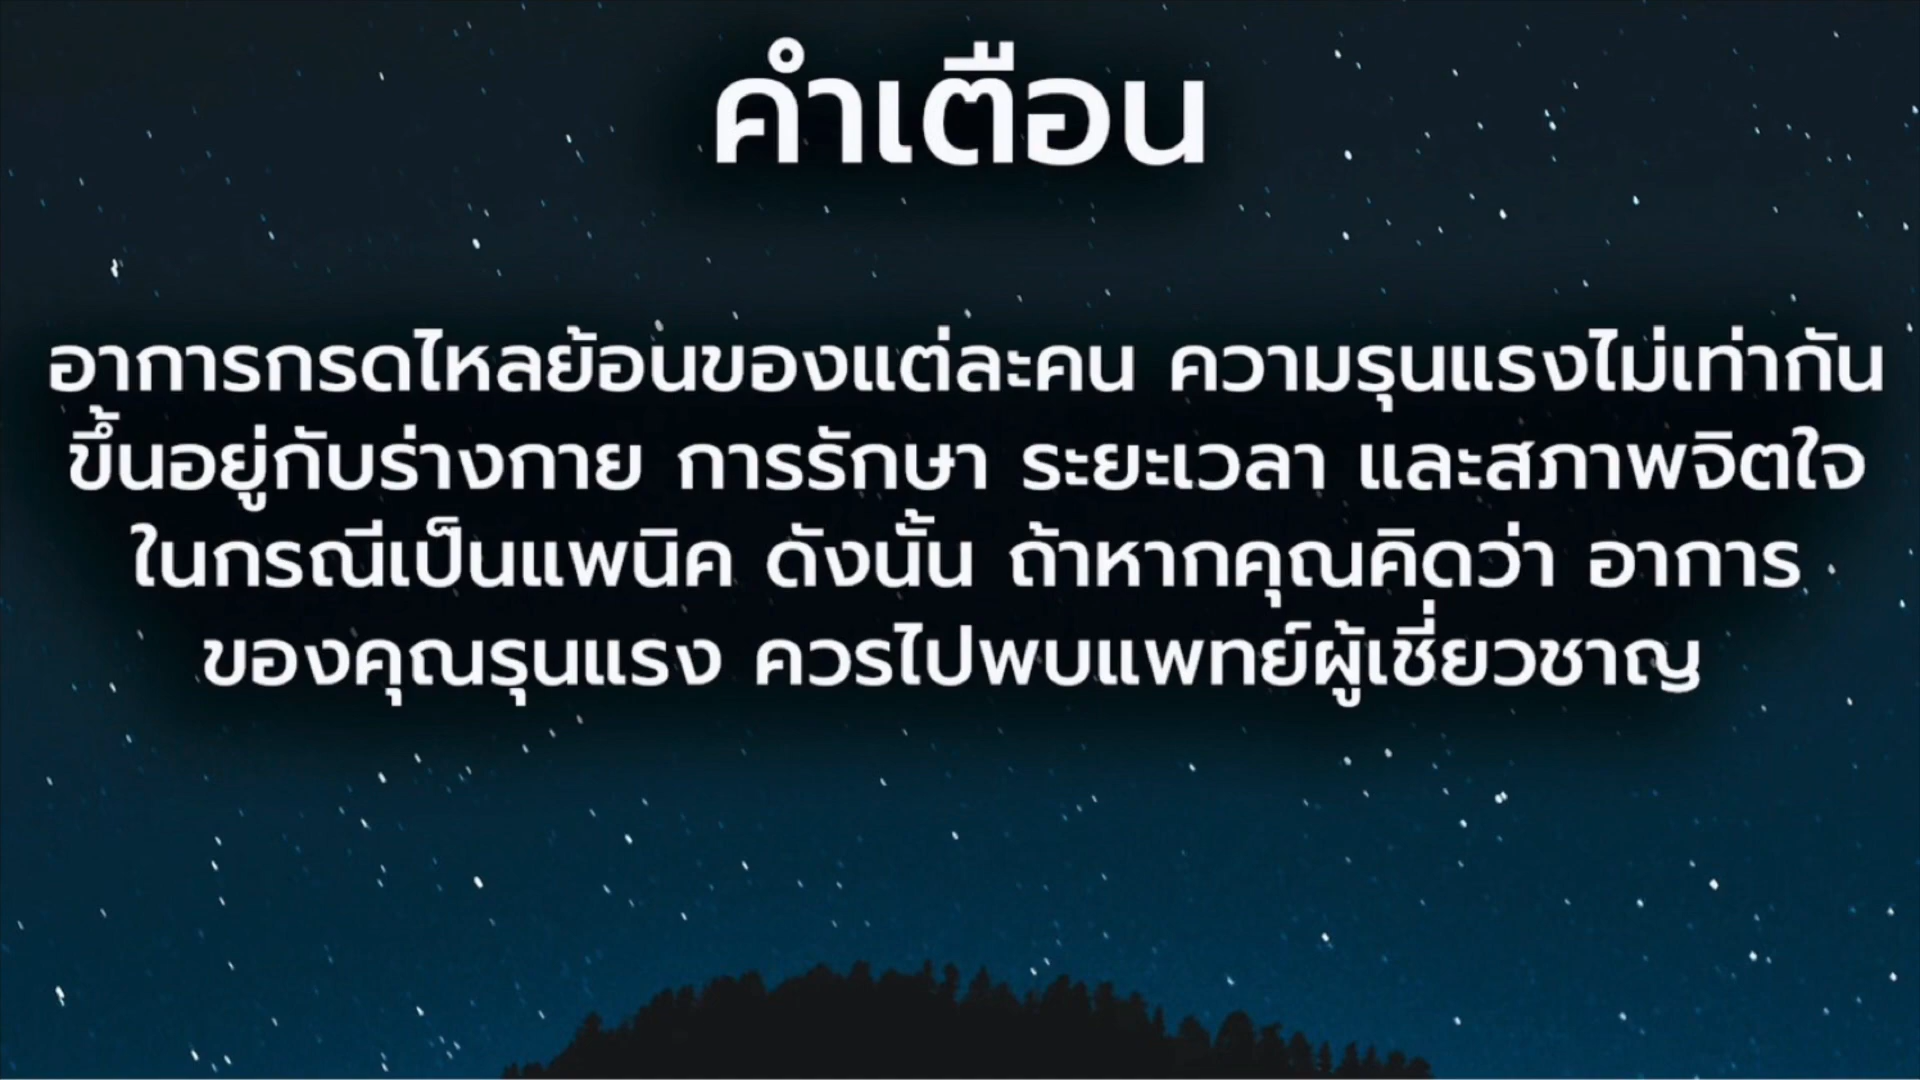 คำเตือน
อาการกรดไหลย้อนของแต่ละคน ความรุนแรงไม่เท่ากัน
ขึ้นอยู่กับร่างกาย การรักษา ระยะเวลา และสภาพจิตใจ
ในกรณีเป็นแพนิค ดังนั้น ถ้าหากคุณคิดว่า อาการ
ของคุณรุนแรง ควรไปพบแพทย์ผู้เชี่ยวชาญ